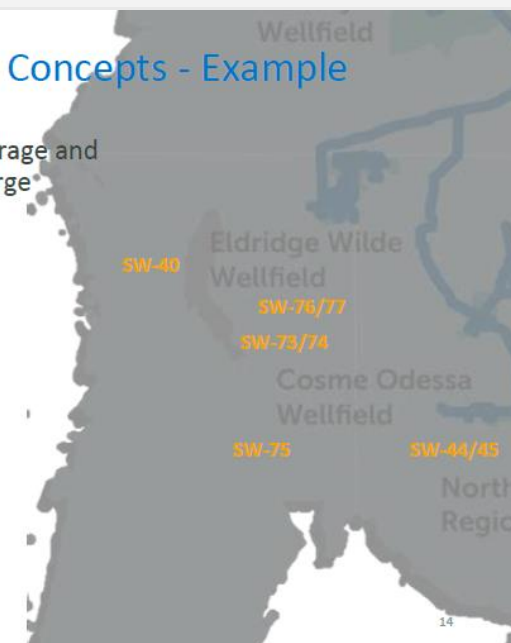 Wellfield
Concepts - Example
rage and
rge
Eldridge Wilde
Wellfield
SW-40
SW-76/77
SW-73/74
Cosme Odessa
Wellfield
SW-75
SW-44/45
North
Regio
14